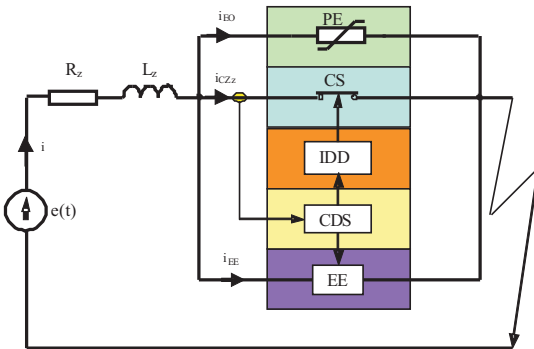 i_EO
PE
R_z
L_z
i_CZz
CS
i
IDD
e(t)
CDS
i_EE
EE